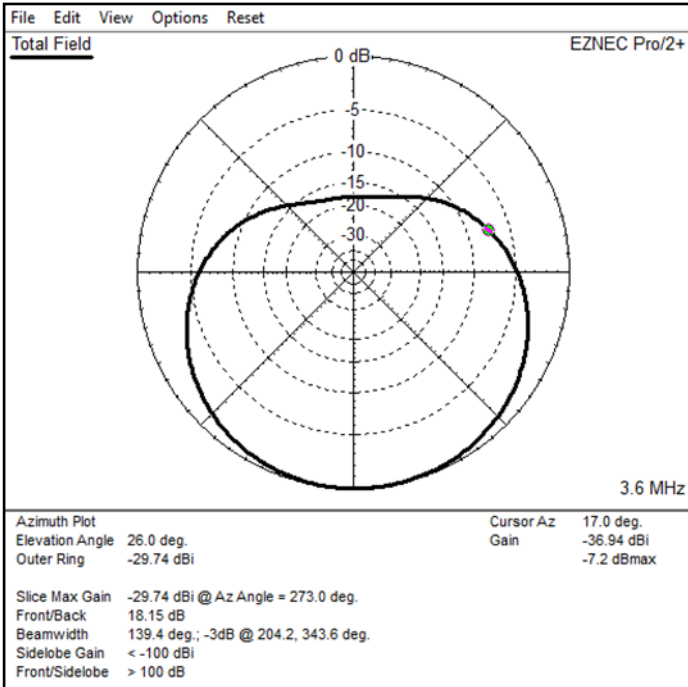 File Edit View Options Reset
Total Field EZNEC Pro/2+
0 dB
-5
-10
-15
-20
-30
3.6 MHz
Azimuth Plot Cursor Az 17.0 deg.
Elevation Angle 26.0 deg. Gain -36.94 dBi
Outer Ring -29.74 dBi -7.2 dBmax
Slice Max Gain -29.74 dBi @ Az Angle = 273.0 deg.
Front/Back 18.15 dB
Beamwidth 139.4 deg.; -3dB @ 204.2, 343.6 deg.
Sidelobe Gain < -100 dBi
Front/Sidelobe > 100 dB